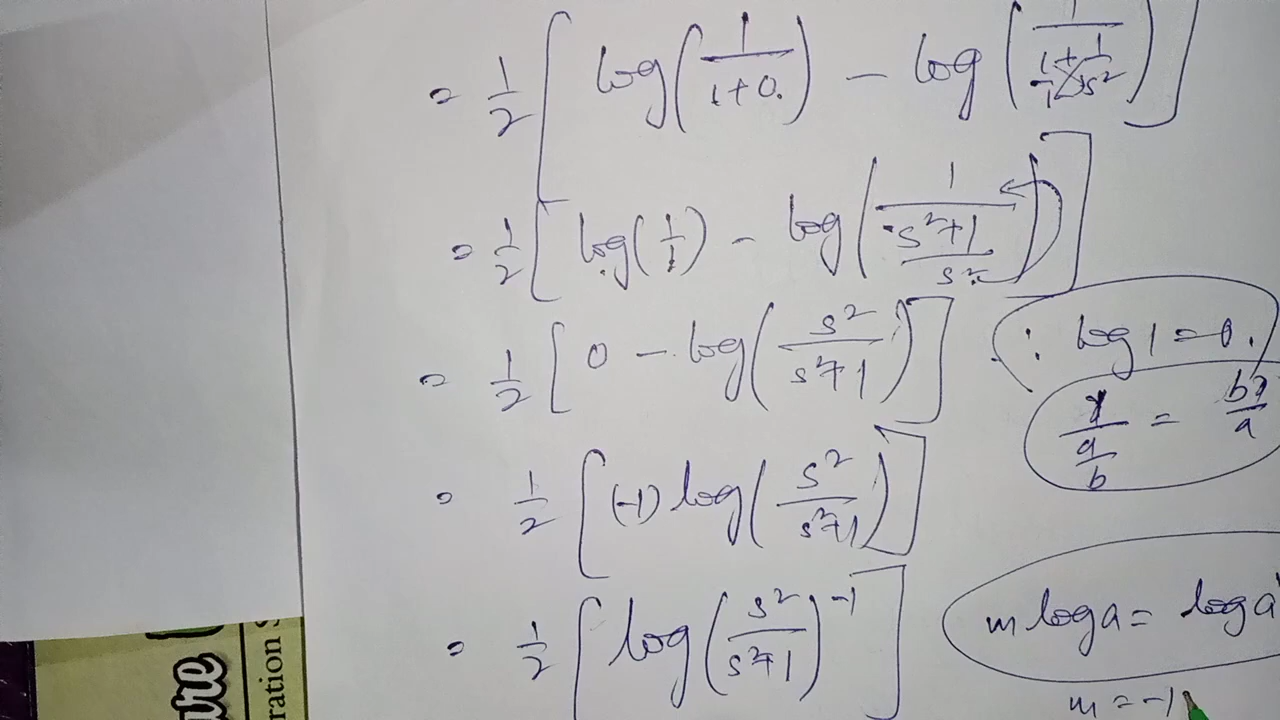 = 1/2 [ log( 1/(1+0) ) - log( 1/(1/1 + 1/s²) ) ]
= 1/2 [ log( 1/1 ) - log( 1/((s²+1)/s²) ) ]
= 1/2 [ 0 - log( s²/(s²+1) ) ]
∵ log 1 = 0.
= 1/2 [ (-1) log( s²/(s²+1) ) ]
= 1/2 [ log( s²/(s²+1) )^-1 ]
m log a = log a
m = -1
ration